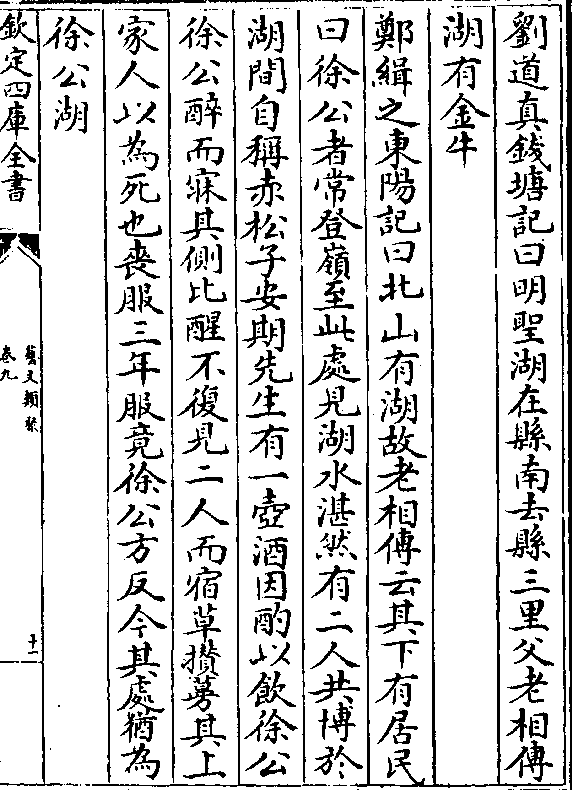 劉道真錢塘記曰明聖湖在縣南去縣三里父老相傳
湖有金牛
鄭緝之東陽記曰北山有湖故老相傳云其下有居民
曰徐公者常登嶺至此處見湖水湛然有二人共博於
湖間自稱赤松子安期先生有一壺酒因酌以飲徐公
徐公醉而寐其側比醒不復見二人而宿草攢蔓其上
家人以為死也喪服三年服竟徐公方反今其處猶為
徐公湖
欽定四庫全書
藝文類聚
卷九
十一